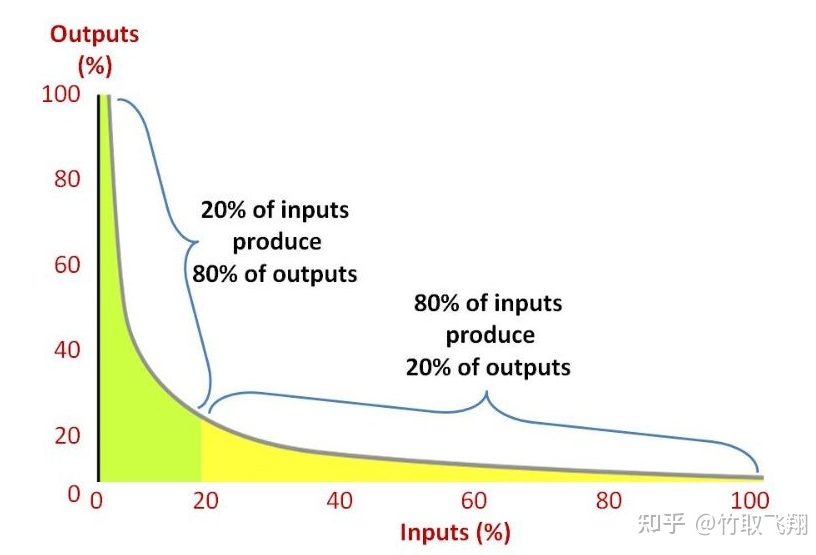 Outputs
(%)
100
80
60
40
20
0
20% of inputs
produce
80% of outputs
80% of inputs
produce
20% of outputs
0 20 40 60 80 100
Inputs (%)
知乎 @竹取飞翔